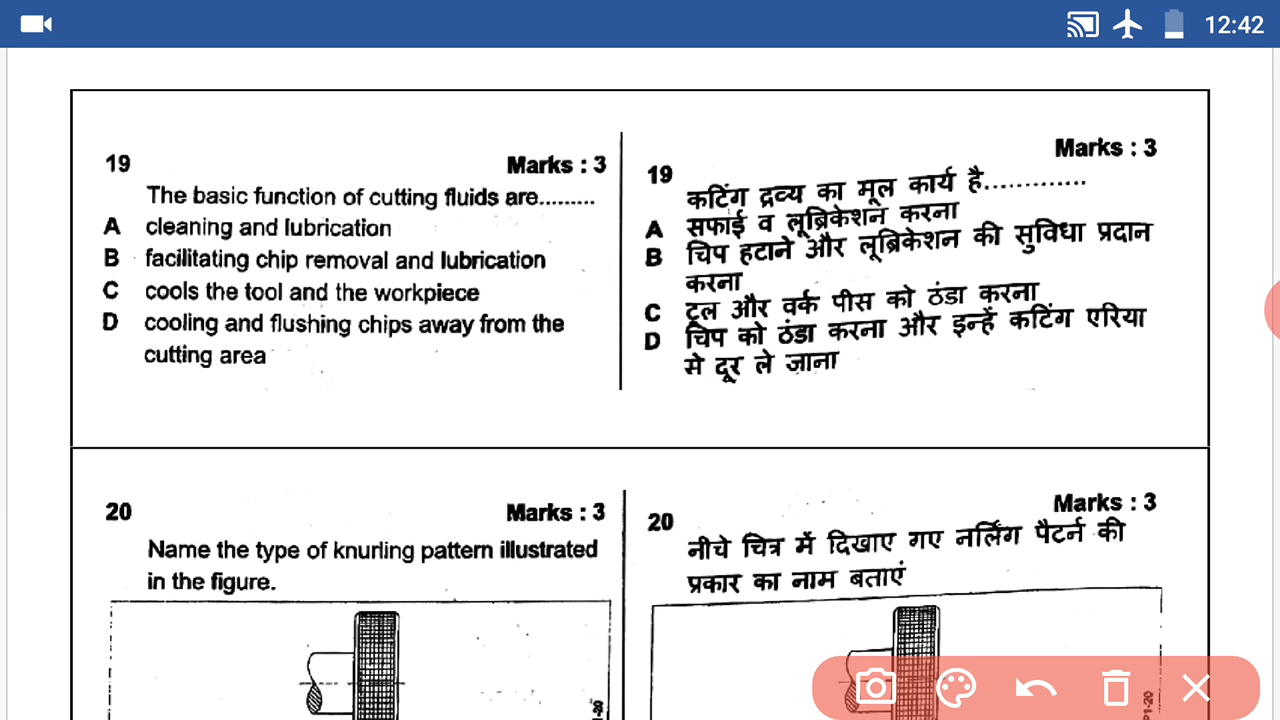 12:42
19
Marks : 3
The basic function of cutting fluids are.........
A cleaning and lubrication
B facilitating chip removal and lubrication
C cools the tool and the workpiece
D cooling and flushing chips away from the
cutting area
Marks : 3
19
कटिंग द्रव्य का मूल कार्य है.............
A सफाई व लूब्रिकेशन करना
B चिप हटाने और लूब्रिकेशन की सुविधा प्रदान
करना
C टूल और वर्क पीस को ठंडा करना
D चिप को ठंडा करना और इन्हें कटिंग एरिया
से दूर ले जाना
20
Marks : 3
Name the type of knurling pattern illustrated
in the figure.
Marks : 3
20
नीचे चित्र में दिखाए गए नर्लिंग पैटर्न की
प्रकार का नाम बताएं